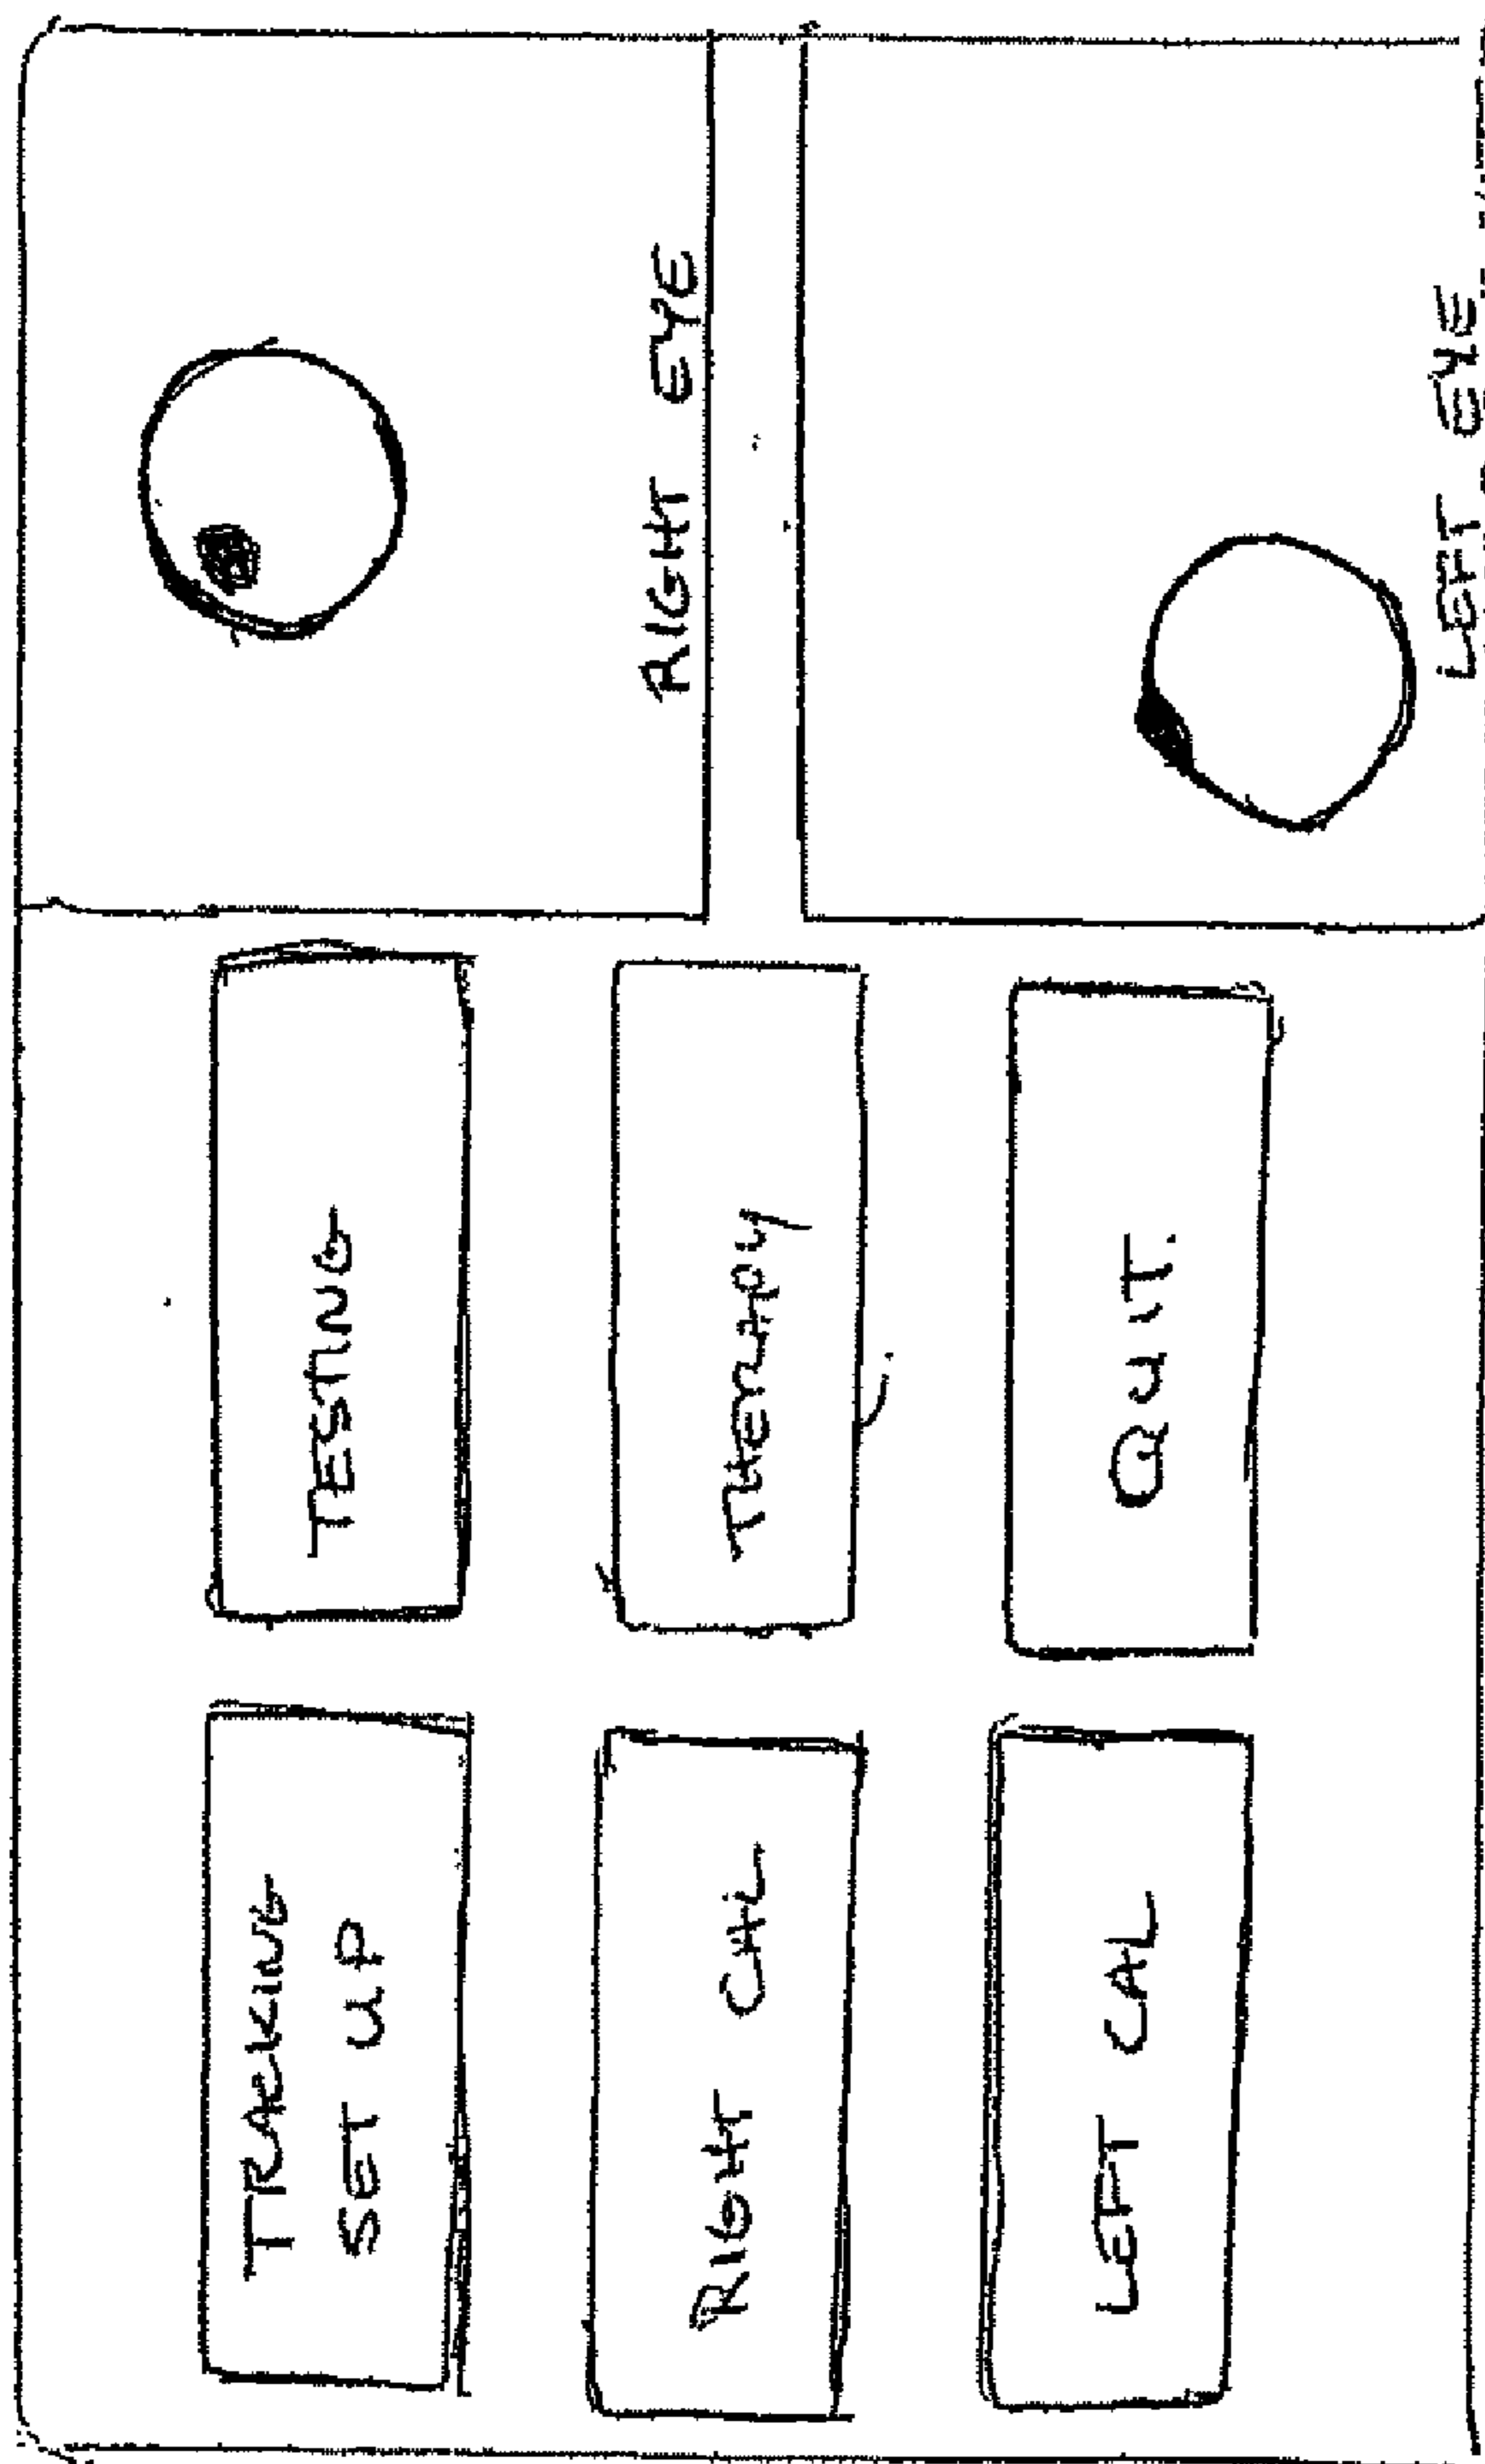 TRACKING
SET UP
TESTING
RIGHT EYE
RIGHT CAL
THERAPY
LEFT CAL
QUIT.
LEFT EYE